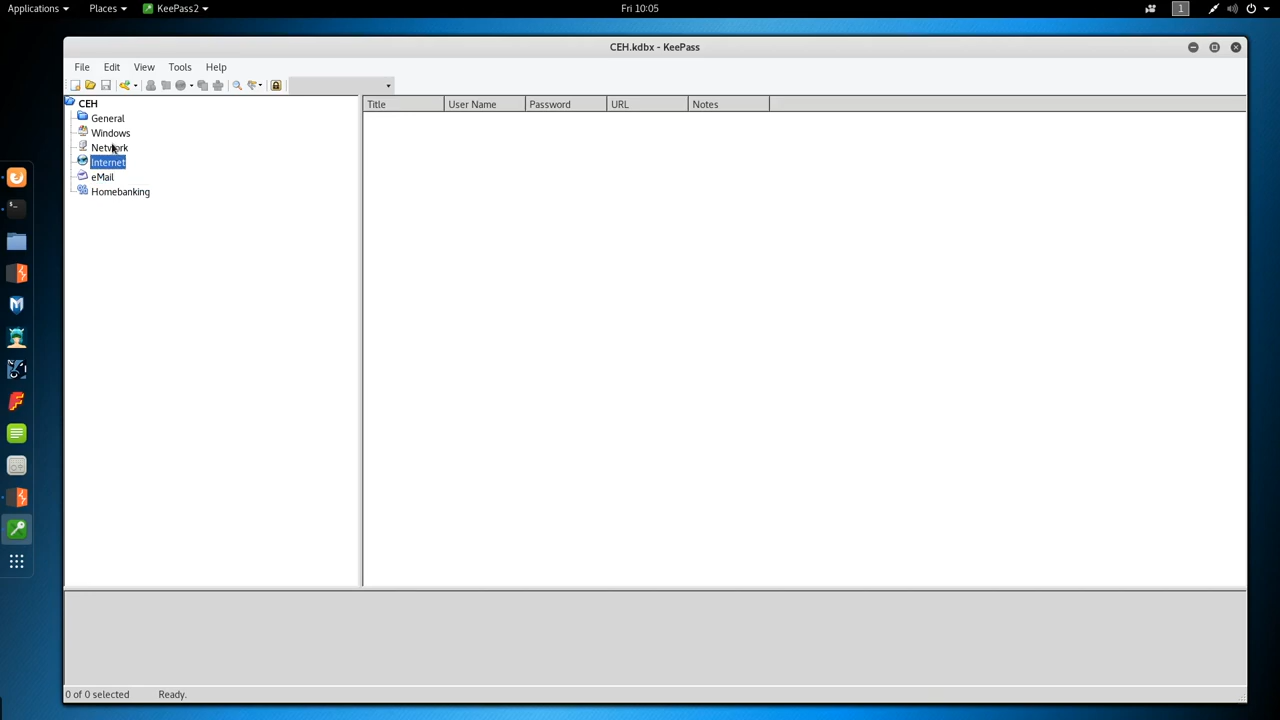 Applications Places KeePass2 Fri 10:05 1
CEH.kdbx - KeePass
File Edit View Tools Help
CEH
General
Windows
Network
Internet
eMail
Homebanking
Title User Name Password URL Notes
0 of 0 selected Ready.